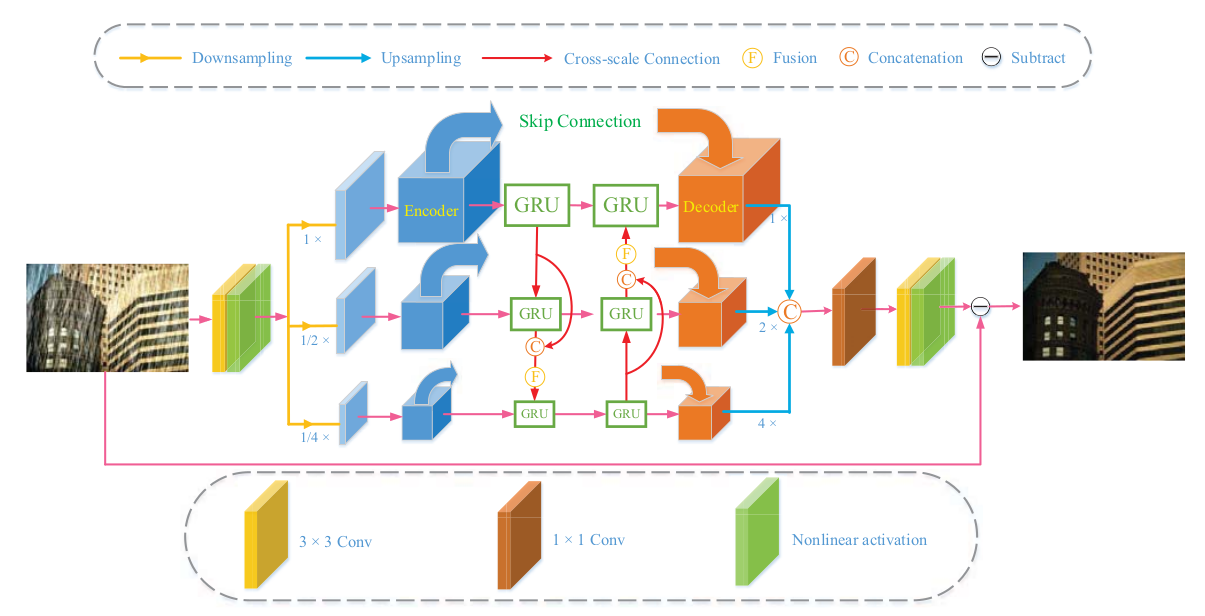 Downsampling
Upsampling
Cross-scale Connection
F
Fusion
C
Concatenation
Subtract
Skip Connection
Encoder
GRU
GRU
Decoder
1 ×
1 ×
F
C
1/2 ×
GRU
GRU
C
2 ×
C
F
1/4 ×
GRU
GRU
4 ×
3 × 3 Conv
1 × 1 Conv
Nonlinear activation